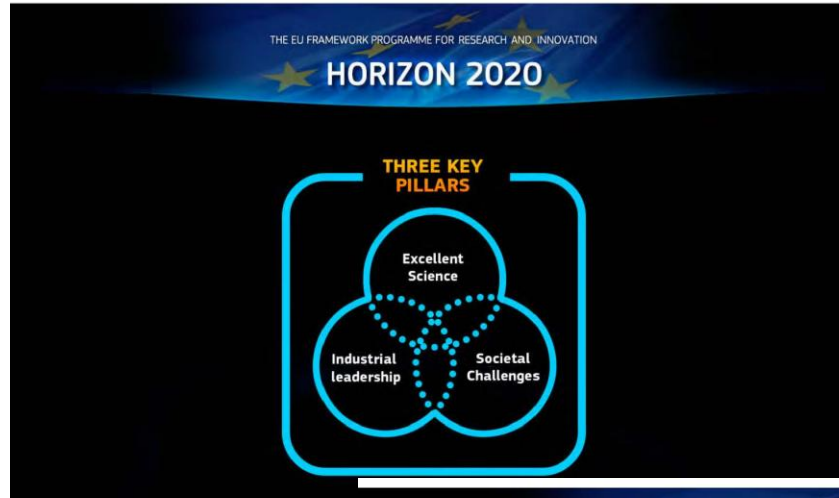 THE EU FRAMEWORK PROGRAMME FOR RESEARCH AND INNOVATION
HORIZON 2020
THREE KEY
PILLARS
Excellent
Science
Industrial
leadership
Societal
Challenges